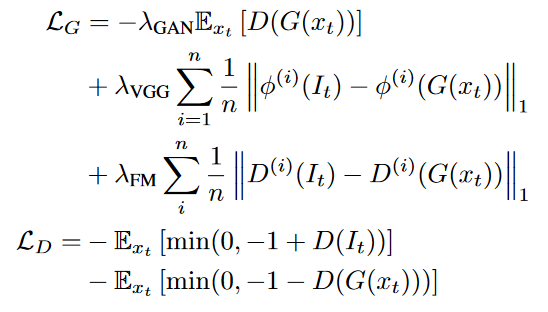 ℒ_G = −λ_GAN 𝔼_{x_t} [D(G(x_t))]
+ λ_VGG ∑_{i=1}^{n} 1/n ‖ϕ^{(i)}(I_t) − ϕ^{(i)}(G(x_t))‖_1
+ λ_FM ∑_{i}^{n} 1/n ‖D^{(i)}(I_t) − D^{(i)}(G(x_t))‖_1
ℒ_D = − 𝔼_{x_t} [min(0, −1 + D(I_t))]
− 𝔼_{x_t} [min(0, −1 − D(G(x_t)))]